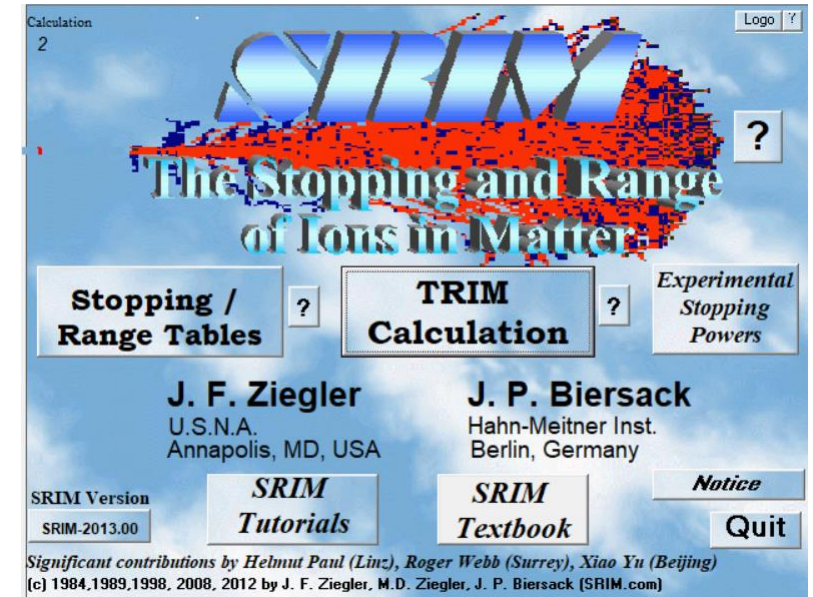 Calculation
2
Logo ?
SRIM
?
The Stopping and Range
of Ions in Matter
Stopping /
Range Tables
?
TRIM
Calculation
?
Experimental
Stopping
Powers
J. F. Ziegler
U.S.N.A.
Annapolis, MD, USA
J. P. Biersack
Hahn-Meitner Inst.
Berlin, Germany
SRIM Version
SRIM-2013.00
SRIM
Tutorials
SRIM
Textbook
Notice
Quit
Significant contributions by Helmut Paul (Linz), Roger Webb (Surrey), Xiao Yu (Beijing)
(c) 1984,1989,1998, 2008, 2012 by J. F. Ziegler, M.D. Ziegler, J. P. Biersack (SRIM.com)